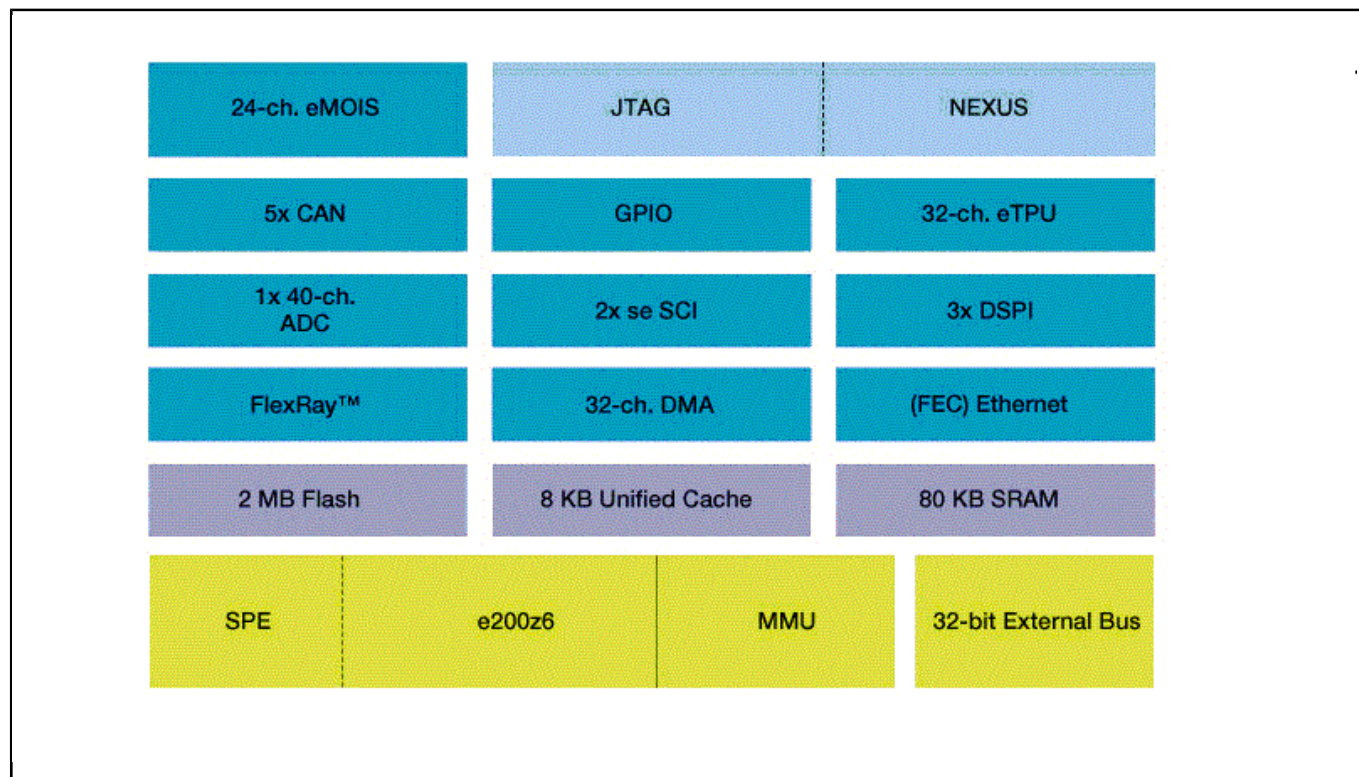 24-ch. eMOIS
JTAG
NEXUS
5x CAN
GPIO
32-ch. eTPU
1x 40-ch.
ADC
2x se SCI
3x DSPI
FlexRay™
32-ch. DMA
(FEC) Ethernet
2 MB Flash
8 KB Unified Cache
80 KB SRAM
SPE
e200z6
MMU
32-bit External Bus